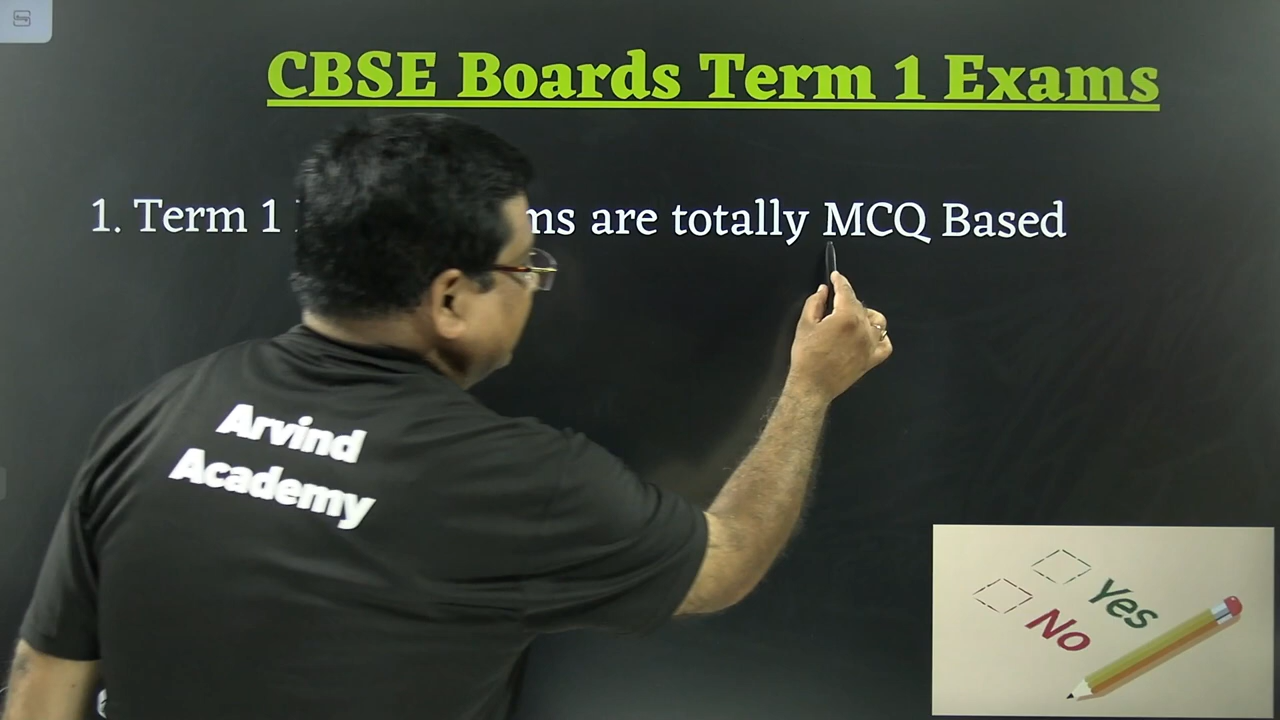 CBSE Boards Term 1 Exams
1. Term 1 ms are totally MCQ Based
Arvind
Academy
Yes
No